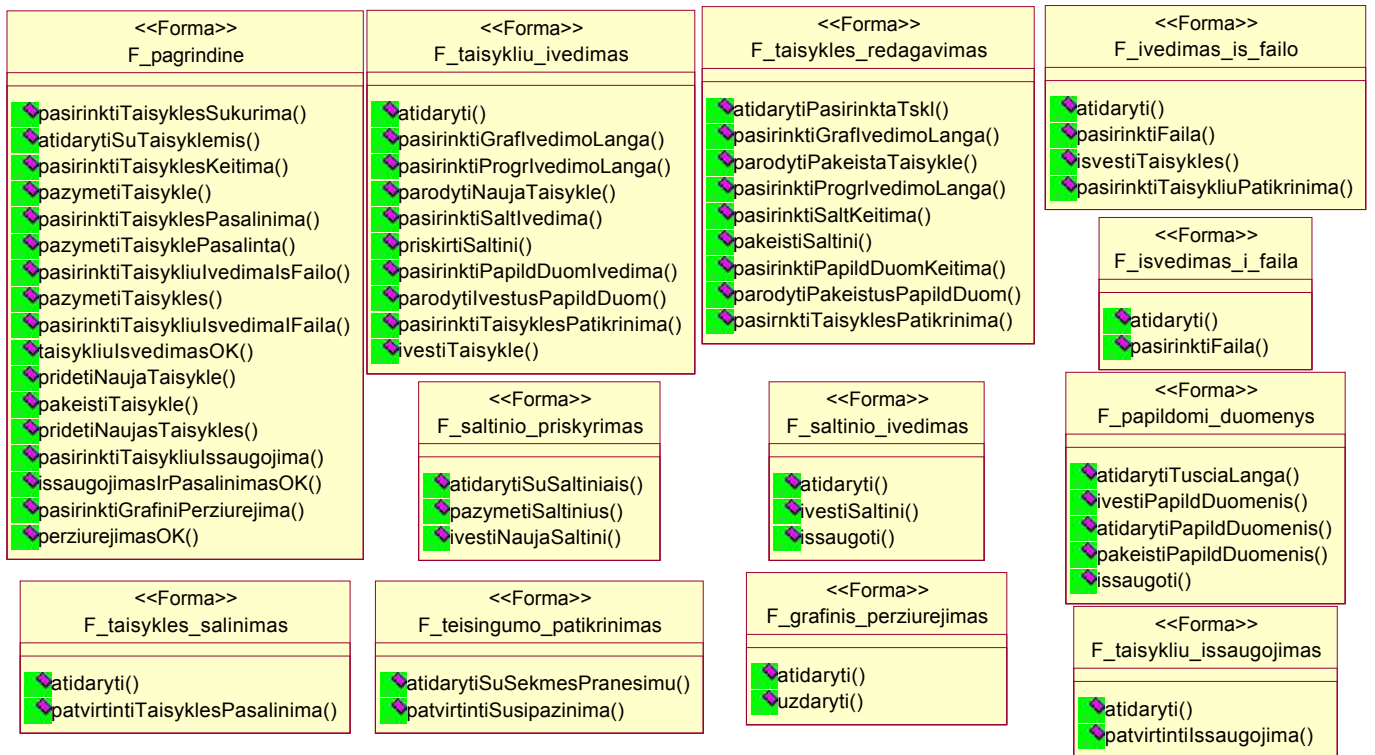 <<Forma>>
F_pagrindine
pasirinktiTaisyklesSukurima()
atidarytiSuTaisyklemis()
pasirinktiTaisyklesKeitima()
pazymetiTaisykle()
pasirinktiTaisyklesPasalinima()
pazymetiTaisyklePasalinta()
pasirinktiTaisykliuIvedimaIsFailo()
pazymetiTaisykles()
pasirinktiTaisykliuIsvedimaIFaila()
taisykliuIsvedimasOK()
pridetiNaujaTaisykle()
pakeistiTaisykle()
pridetiNaujasTaisykles()
pasirinktiTaisykliuIssaugojima()
issaugojimasIrPasalinimasOK()
pasirinktiGrafiniPerziurejima()
perziurejimasOK()
<<Forma>>
F_taisykliu_ivedimas
atidaryti()
pasirinktiGrafIvedimoLanga()
pasirinktiProgrIvedimoLanga()
parodytiNaujaTaisykle()
pasirinktiSaltIvedima()
priskirtiSaltini()
pasirinktiPapildDuomIvedima()
parodytiIvestusPapildDuom()
pasirinktiTaisyklesPatikrinima()
ivestiTaisykle()
<<Forma>>
F_taisykles_redagavimas
atidarytiPasirinktaTskl()
pasirinktiGrafIvedimoLanga()
parodytiPakeistaTaisykle()
pasirinktiProgrIvedimoLanga()
pasirinktiSaltKeitima()
pakeistiSaltini()
pasirinktiPapildDuomKeitima()
parodytiPakeistusPapildDuom()
pasirnktiTaisyklesPatikrinima()
<<Forma>>
F_ivedimas_is_failo
atidaryti()
pasirinktiFaila()
isvestiTaisykles()
pasirinktiTaisykliuPatikrinima()
<<Forma>>
F_isvedimas_i_faila
atidaryti()
pasirinktiFaila()
<<Forma>>
F_saltinio_priskyrimas
atidarytiSuSaltiniais()
pazymetiSaltinius()
ivestiNaujaSaltini()
<<Forma>>
F_saltinio_ivedimas
atidaryti()
ivestiSaltini()
issaugoti()
<<Forma>>
F_papildomi_duomenys
atidarytiTusciaLanga()
ivestiPapildDuomenis()
atidarytiPapildDuomenis()
pakeistiPapildDuomenis()
issaugoti()
<<Forma>>
F_taisykles_salinimas
atidaryti()
patvirtintiTaisyklesPasalinima()
<<Forma>>
F_teisingumo_patikrinimas
atidarytiSuSekmesPranesimu()
patvirtintiSusipazinima()
<<Forma>>
F_grafinis_perziurejimas
atidaryti()
uzdaryti()
<<Forma>>
F_taisykliu_issaugojimas
atidaryti()
patvirtintiIssaugojima()